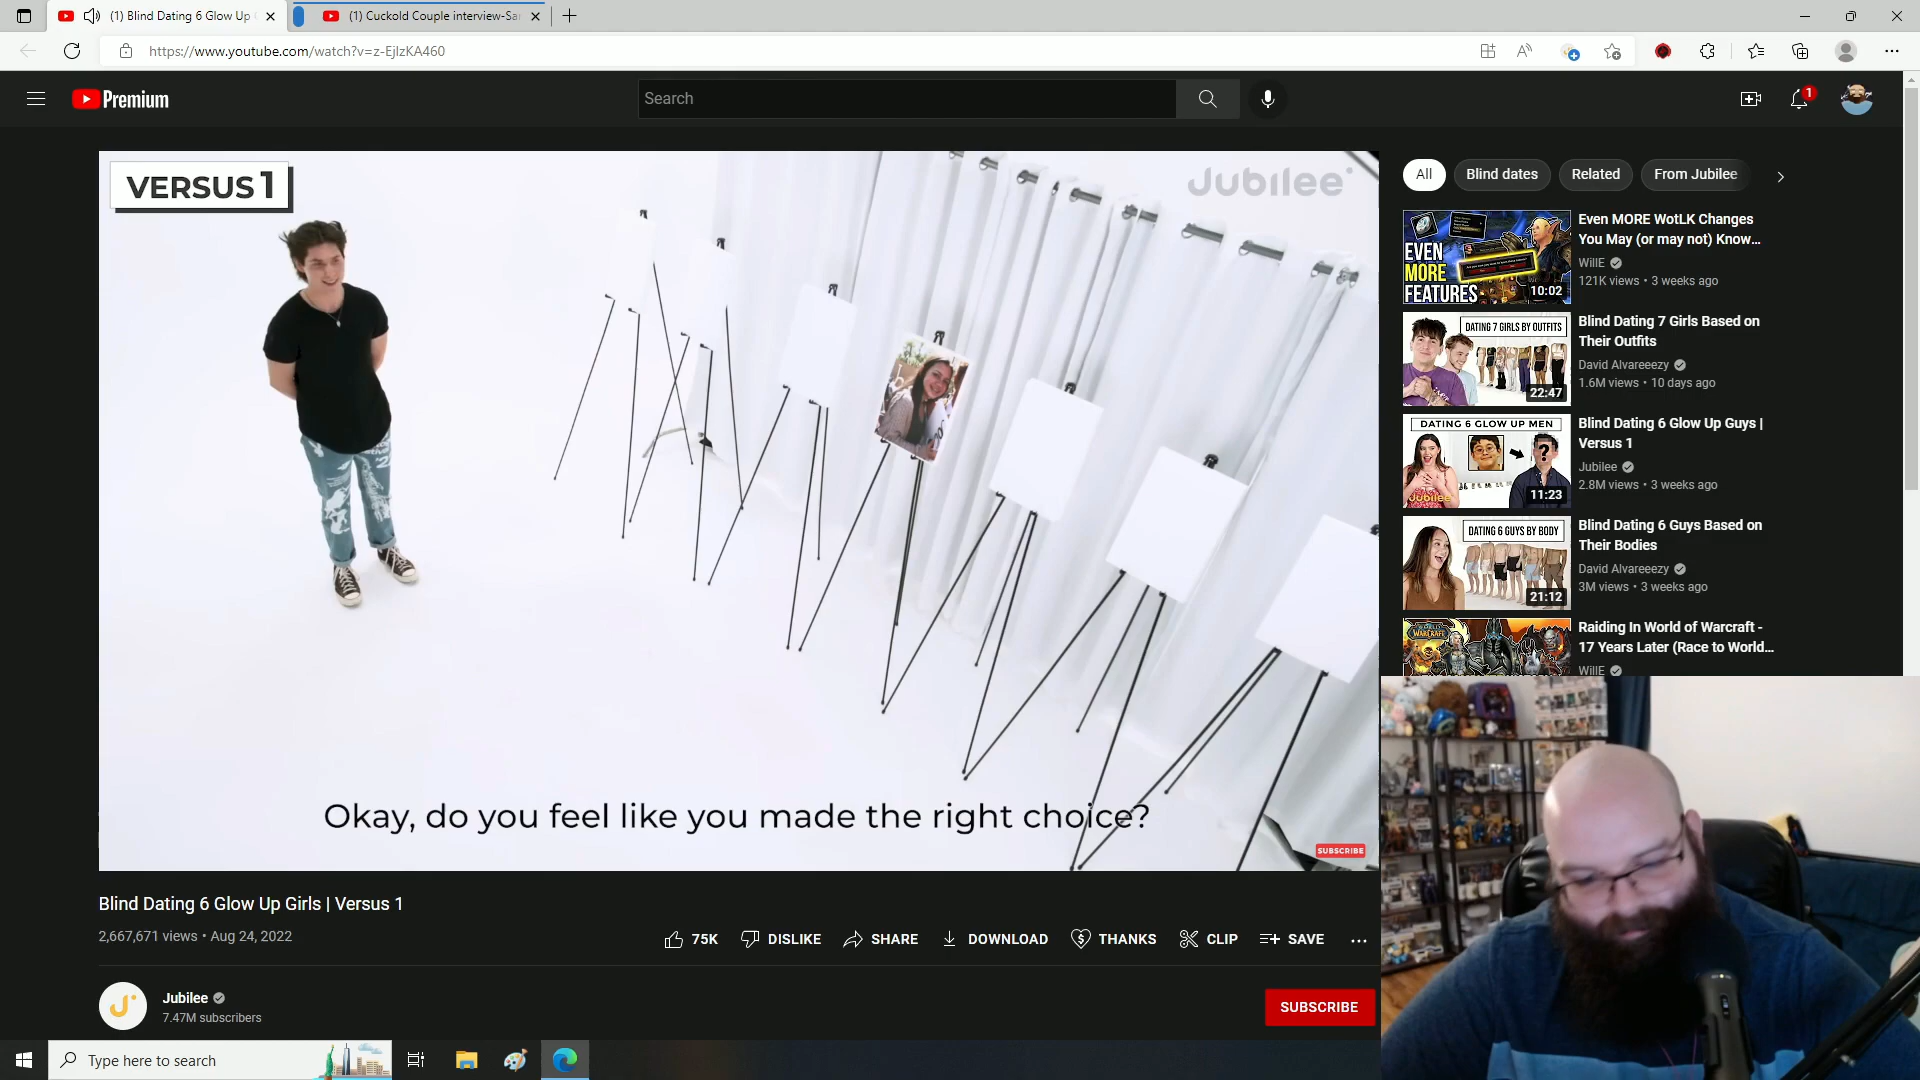 (1) Blind Dating 6 Glow Up
(1) Cuckold Couple interview-Sa
https://www.youtube.com/watch?v=z-EjlzKA460
Premium
Search
1
VERSUS 1
Jubilee
Okay, do you feel like you made the right choice?
SUBSCRIBE
All
Blind dates
Related
From Jubilee
EVEN
MORE
FEATURES
10:02
Even MORE WotLK Changes
You May (or may not) Know...
WillE
121K views • 3 weeks ago
DATING 7 GIRLS BY OUTFITS
22:47
Blind Dating 7 Girls Based on
Their Outfits
David Alvareeezy
1.6M views • 10 days ago
DATING 6 GLOW UP MEN
?
Jubilee
11:23
Blind Dating 6 Glow Up Guys |
Versus 1
Jubilee
2.8M views • 3 weeks ago
DATING 6 GUYS BY BODY
21:12
Blind Dating 6 Guys Based on
Their Bodies
David Alvareeezy
3M views • 3 weeks ago
WARCRAFT
Raiding In World of Warcraft -
17 Years Later (Race to World...
WillE
Blind Dating 6 Glow Up Girls | Versus 1
2,667,671 views • Aug 24, 2022
75K
DISLIKE
SHARE
DOWNLOAD
THANKS
CLIP
SAVE
Jubilee
7.47M subscribers
SUBSCRIBE
Type here to search